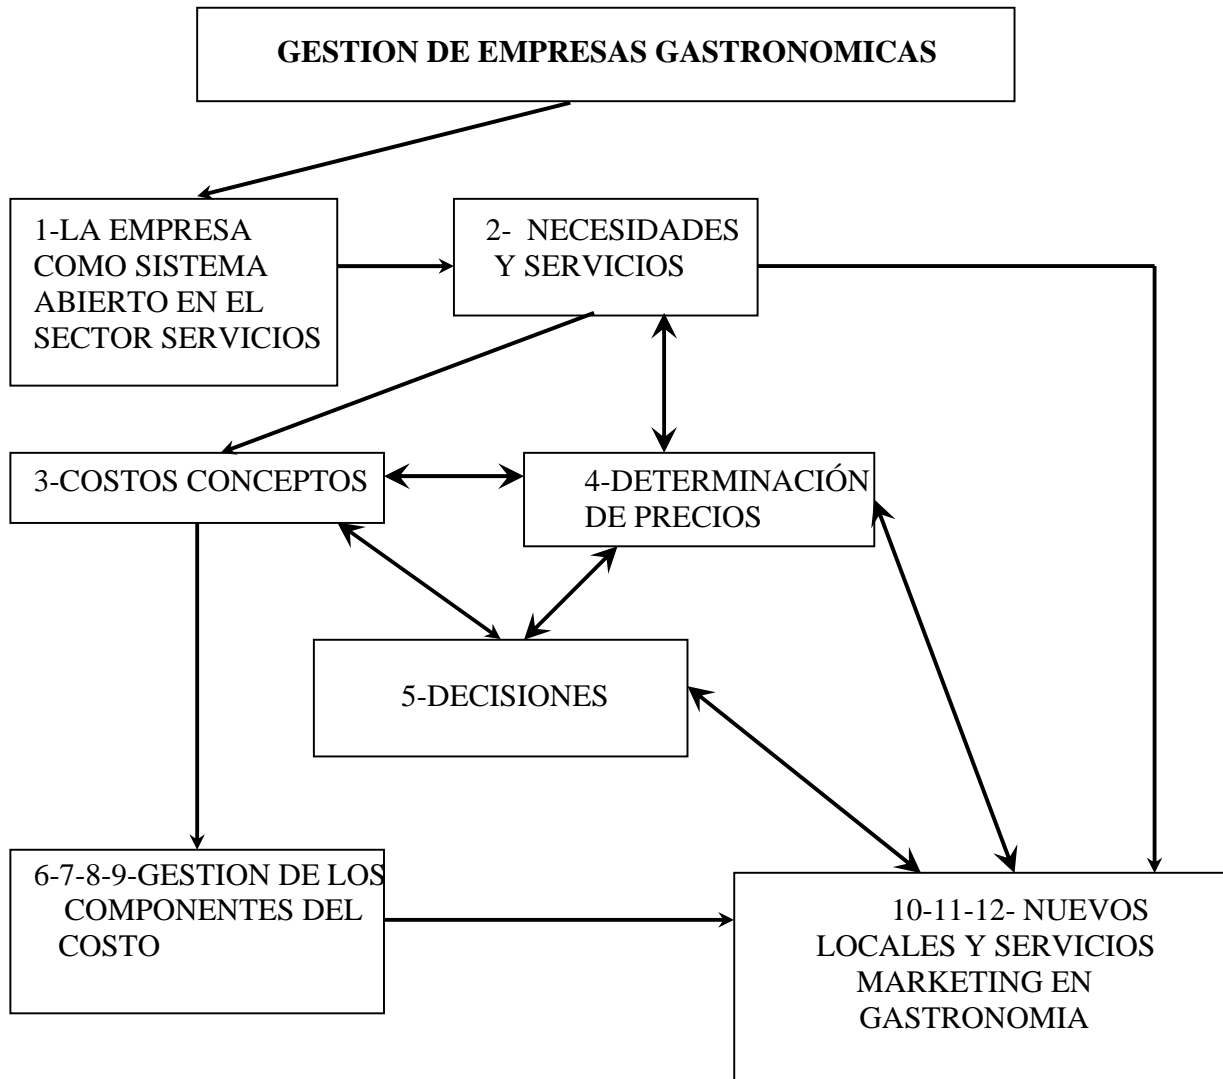 GESTION DE EMPRESAS GASTRONOMICAS
1-LA EMPRESA
COMO SISTEMA
ABIERTO EN EL
SECTOR SERVICIOS
2- NECESIDADES
Y SERVICIOS
3-COSTOS CONCEPTOS
4-DETERMINACIÓN
DE PRECIOS
5-DECISIONES
6-7-8-9-GESTION DE LOS
COMPONENTES DEL
COSTO
10-11-12- NUEVOS
LOCALES Y SERVICIOS
MARKETING EN
GASTRONOMIA